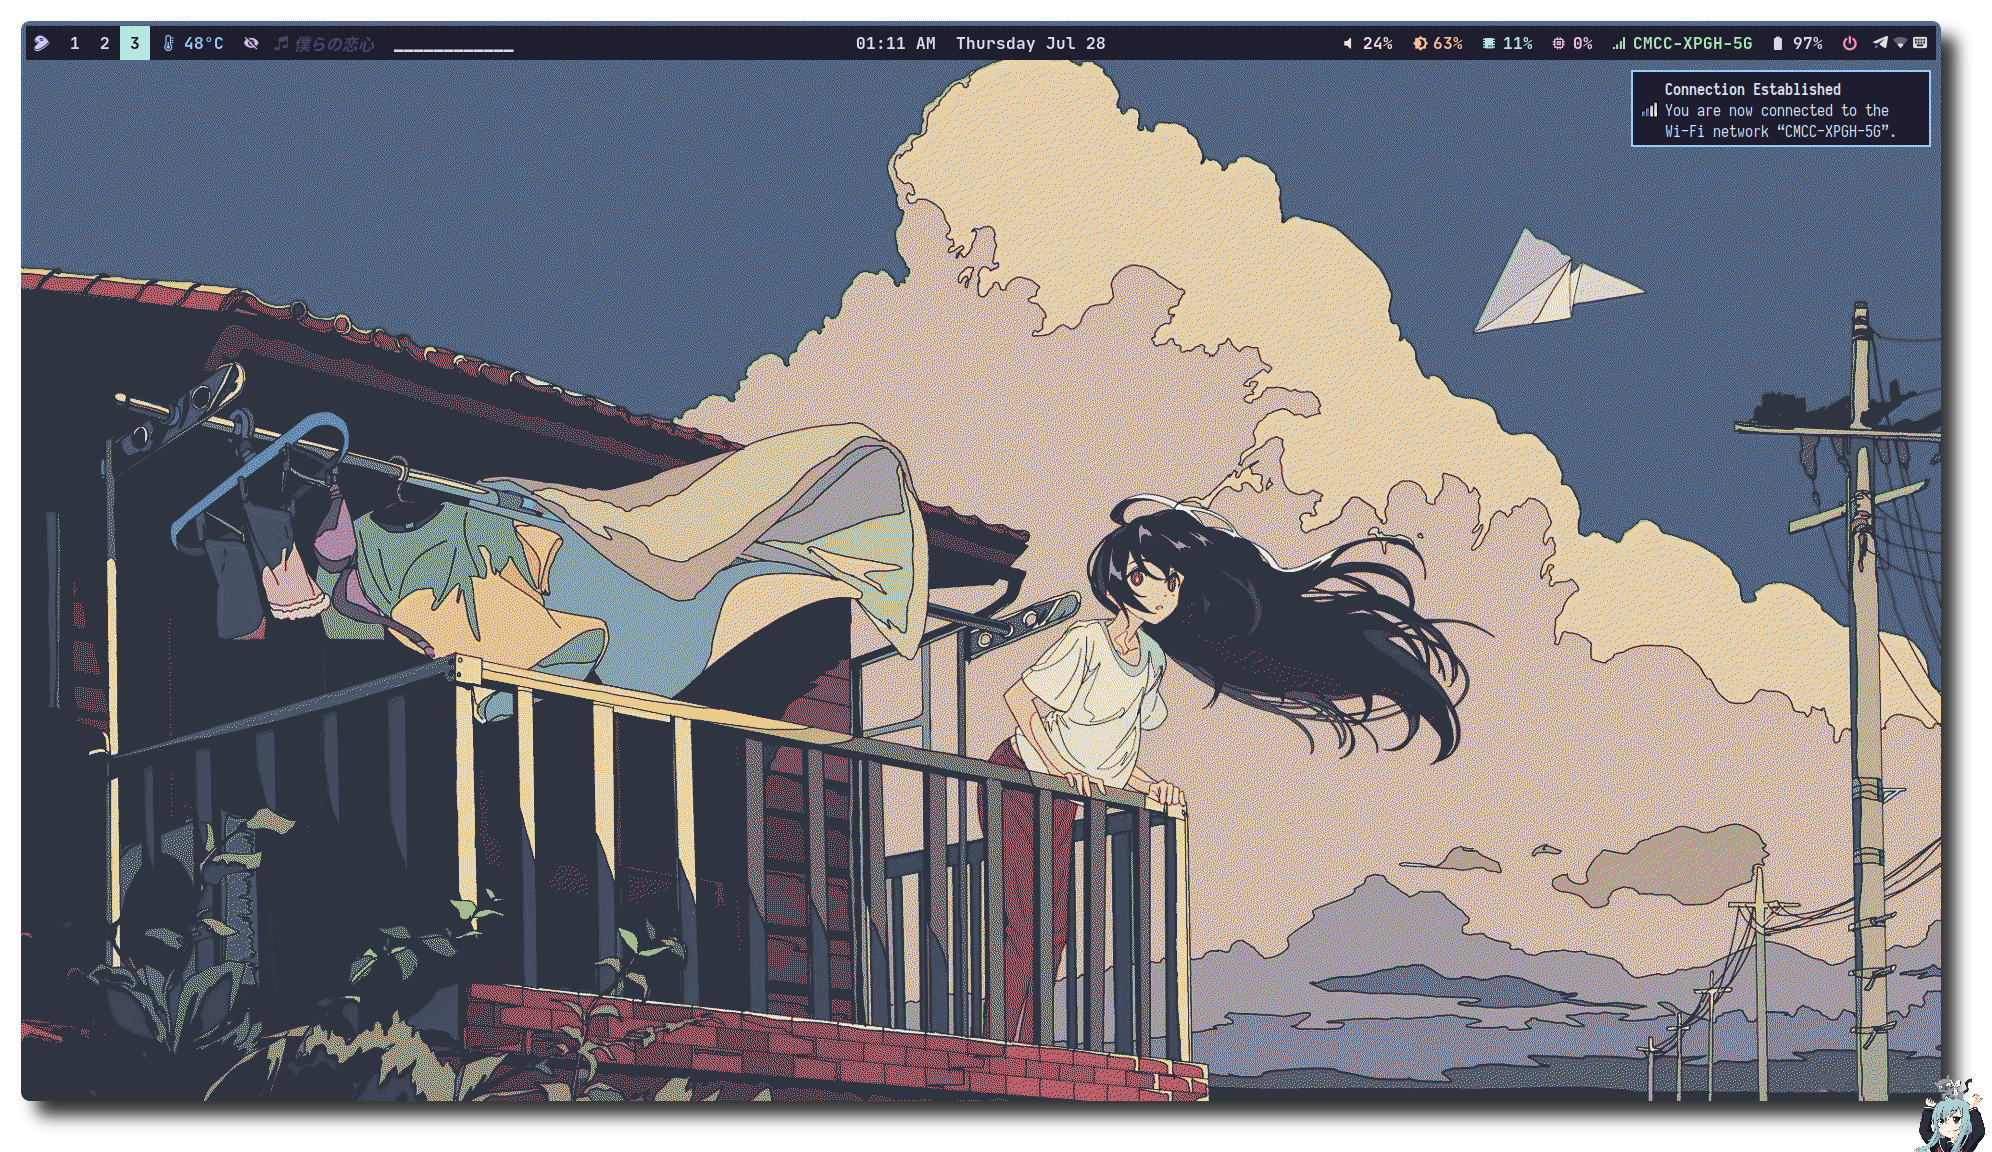 1 2 3 48°C 僕らの恋心 01:11 AM Thursday Jul 28 24% 63% 11% 0% CMCC-XPGH-5G 97%
Connection Established
You are now connected to the
Wi-Fi network “CMCC-XPGH-5G”.